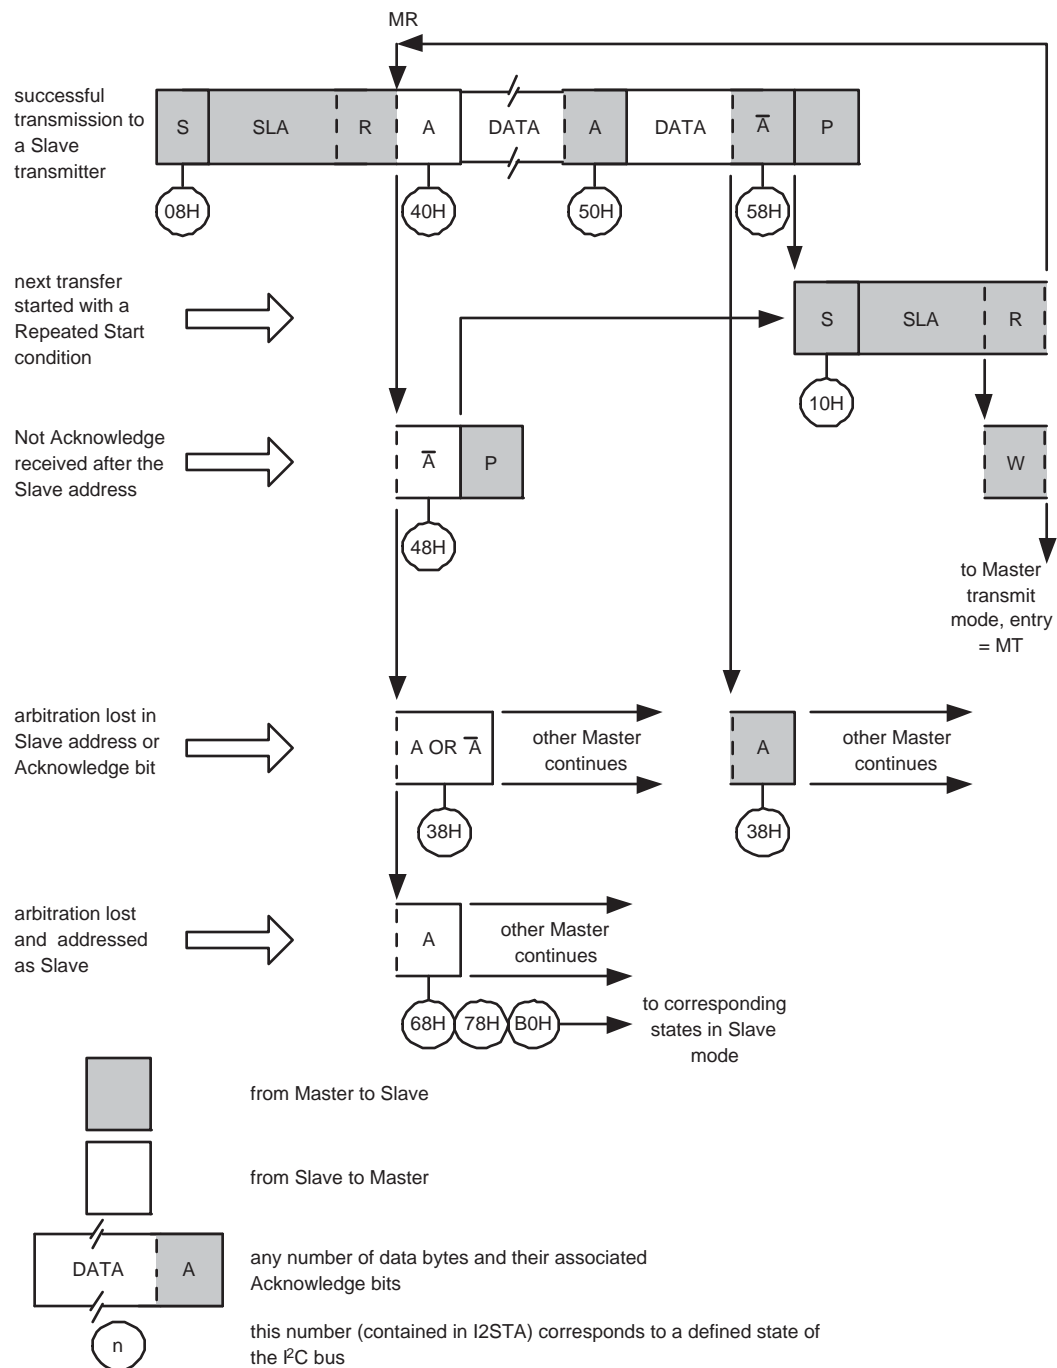 MR
successful
transmission to
a Slave
transmitter
S SLA R A DATA A DATA A̅ P
08H 40H 50H 58H
next transfer
started with a
Repeated Start
condition
S SLA R
10H
Not Acknowledge
received after the
Slave address
A̅ P
W
48H
to Master
transmit
mode, entry
= MT
arbitration lost in
Slave address or
Acknowledge bit
A OR A̅
other Master
continues
A
other Master
continues
38H 38H
arbitration lost
and addressed
as Slave
A
other Master
continues
68H 78H B0H
to corresponding
states in Slave
mode
from Master to Slave
from Slave to Master
DATA A
any number of data bytes and their associated
Acknowledge bits
n
this number (contained in I2STA) corresponds to a defined state of
the I²C bus